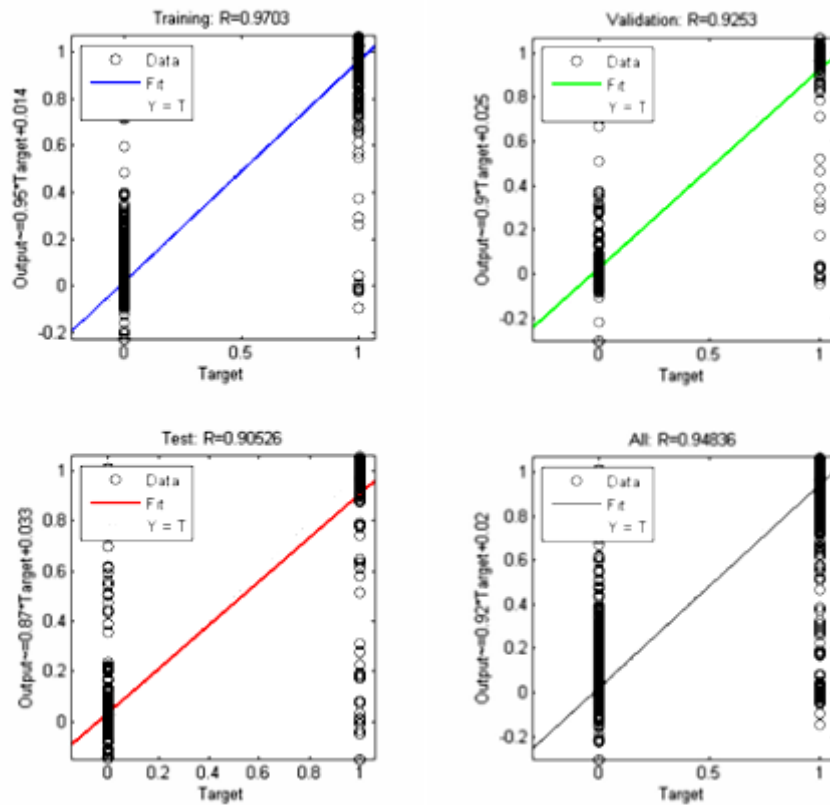 Training: R=0.9703
Output~=0.95*Target+0.014
Data
Fit
Y = T
1
0.8
0.6
0.4
0.2
0
-0.2
0
0.5
1
Target
Validation: R=0.9253
Output~=0.9*Target+0.025
Data
Fit
Y = T
1
0.8
0.6
0.4
0.2
0
-0.2
0
0.5
1
Target
Test: R=0.90526
Output~=0.87*Target+0.033
Data
Fit
Y = T
1
0.8
0.6
0.4
0.2
0
0
0.2
0.4
0.6
0.8
1
Target
All: R=0.94836
Output~=0.92*Target+0.02
Data
Fit
Y = T
1
0.8
0.6
0.4
0.2
0
-0.2
0
0.5
1
Target